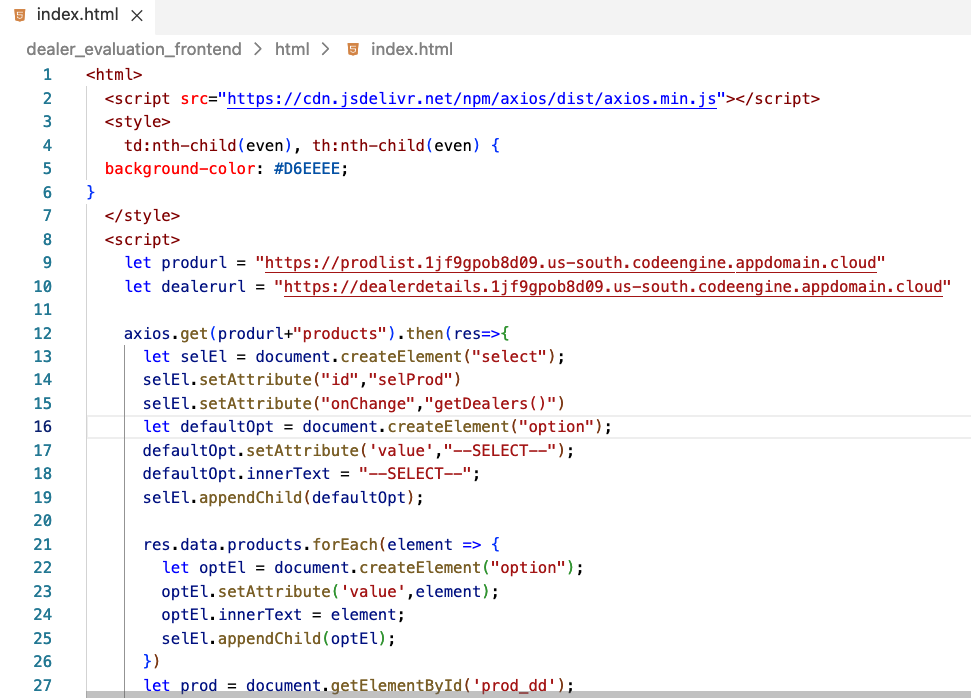 index.html ×
dealer_evaluation_frontend > html > index.html
1 <html>
2   <script src="https://cdn.jsdelivr.net/npm/axios/dist/axios.min.js"></script>
3   <style>
4     td:nth-child(even), th:nth-child(even) {
5   background-color: #D6EEEE;
6 }
7   </style>
8   <script>
9     let produrl = "https://prodlist.1jf9gpob8d09.us-south.codeengine.appdomain.cloud"
10     let dealerurl = "https://dealerdetails.1jf9gpob8d09.us-south.codeengine.appdomain.cloud"
11
12     axios.get(produrl+"products").then(res=>{
13       let selEl = document.createElement("select");
14       selEl.setAttribute("id","selProd")
15       selEl.setAttribute("onChange","getDealers()")
16       let defaultOpt = document.createElement("option");
17       defaultOpt.setAttribute('value',"--SELECT--");
18       defaultOpt.innerText = "--SELECT--";
19       selEl.appendChild(defaultOpt);
20
21       res.data.products.forEach(element => {
22         let optEl = document.createElement("option");
23         optEl.setAttribute('value',element);
24         optEl.innerText = element;
25         selEl.appendChild(optEl);
26       })
27       let prod = document.getElementById('prod_dd');